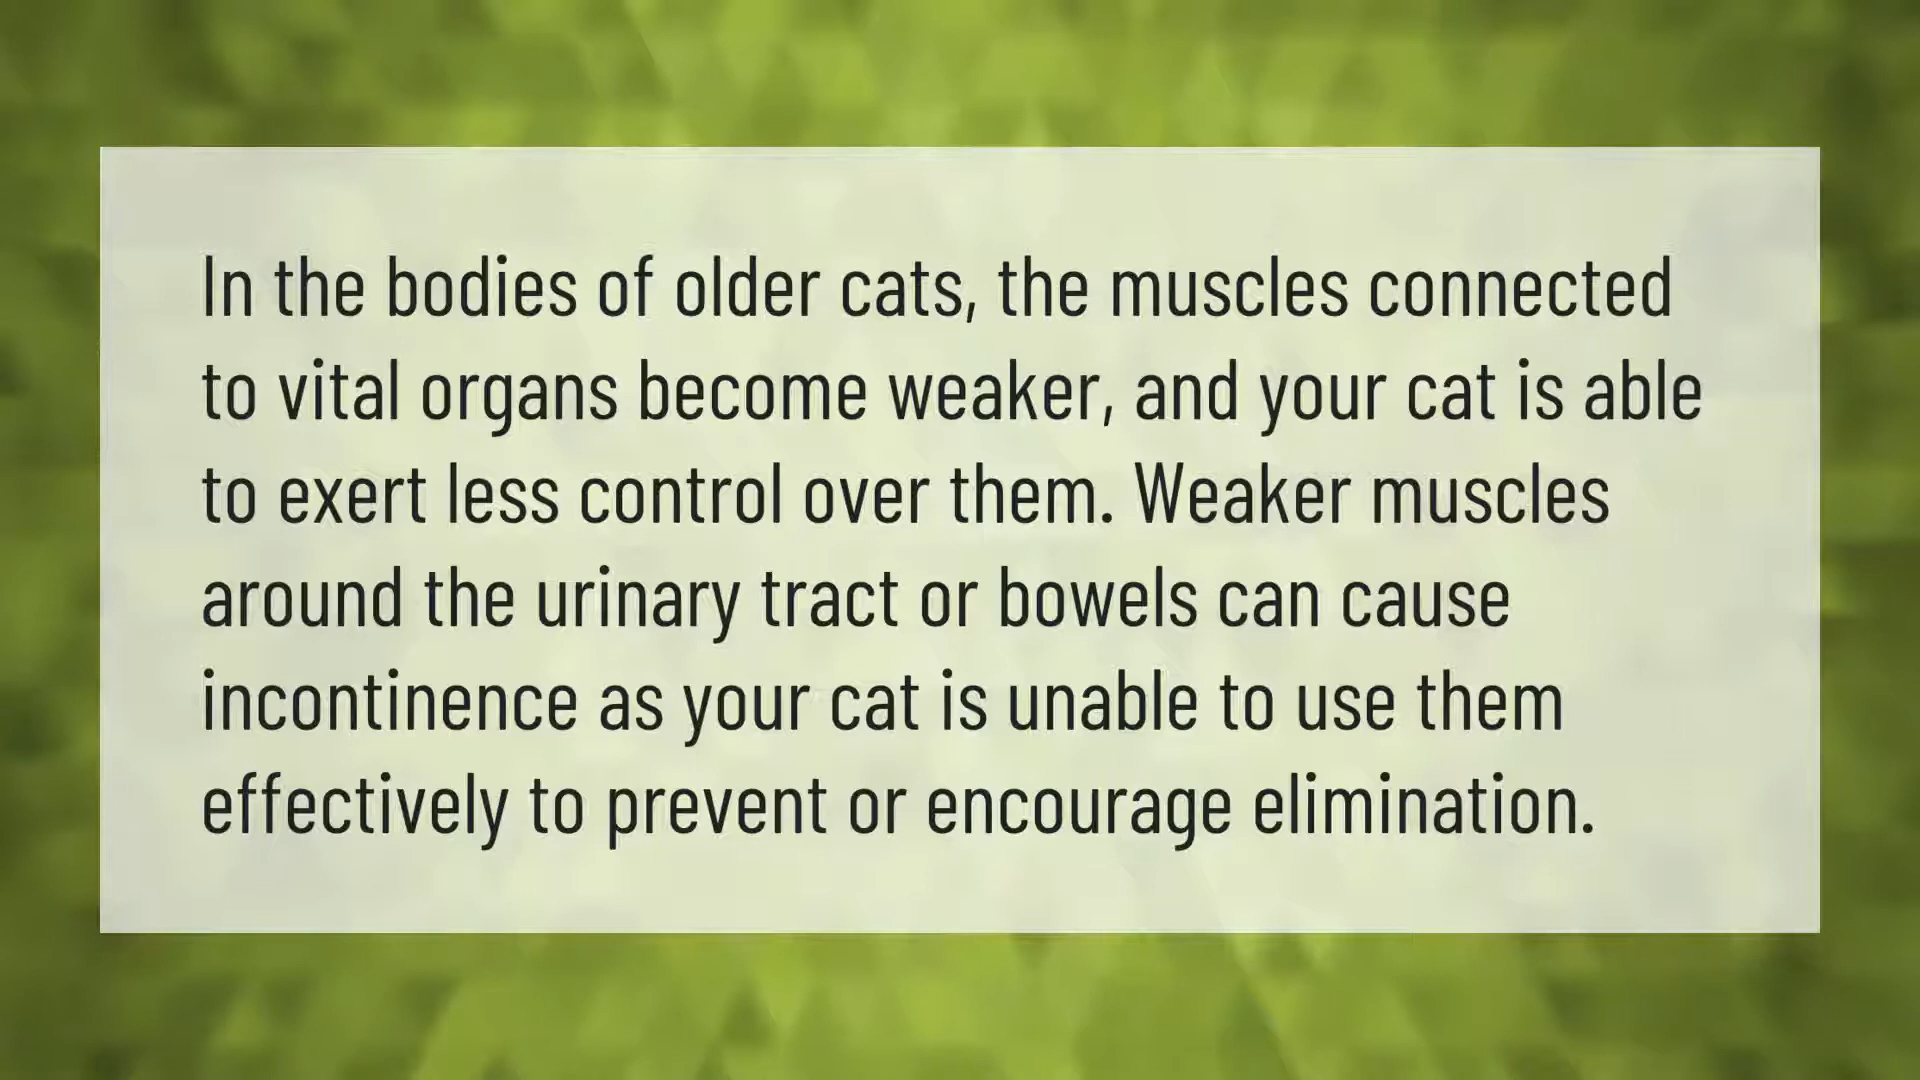 In the bodies of older cats, the muscles connected
to vital organs become weaker, and your cat is able
to exert less control over them. Weaker muscles
around the urinary tract or bowels can cause
incontinence as your cat is unable to use them
effectively to prevent or encourage elimination.